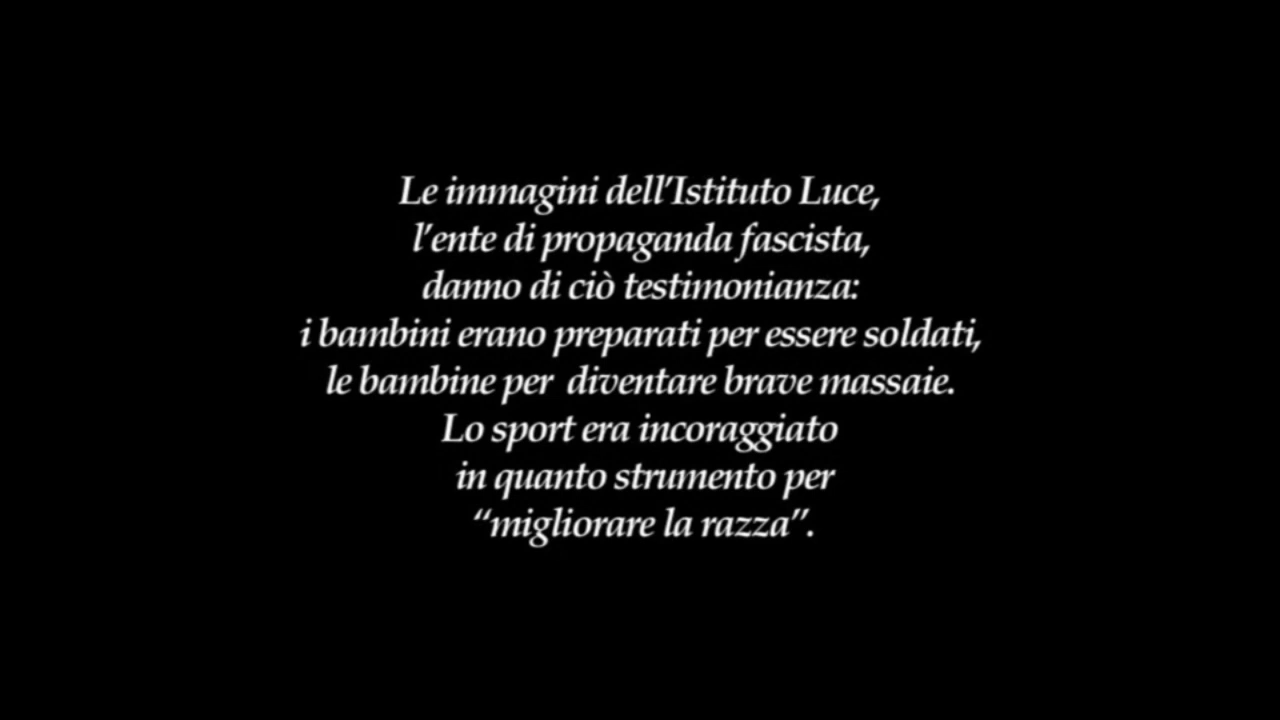 Le immagini dell'Istituto Luce,
l'ente di propaganda fascista,
danno di ciò testimonianza:
i bambini erano preparati per essere soldati,
le bambine per  diventare brave massaie.
Lo sport era incoraggiato
in quanto strumento per
“migliorare la razza”.